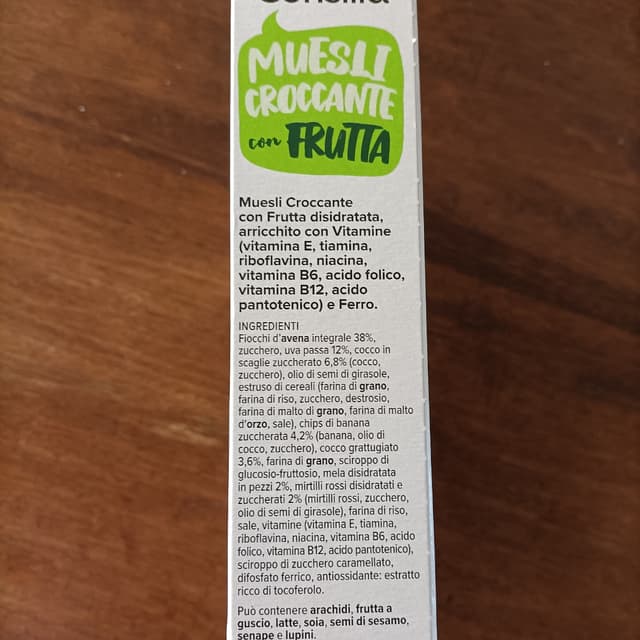 MUESLI
CROCCANTE
con FRUTTA
Muesli Croccante
con Frutta disidratata,
arricchito con Vitamine
(vitamina E, tiamina,
riboflavina, niacina,
vitamina B6, acido folico,
vitamina B12, acido
pantotenico) e Ferro.
INGREDIENTI
Fiocchi d'avena integrale 38%,
zucchero, uva passa 12%, cocco in
scaglie zuccherato 6,8% (cocco,
zucchero), olio di semi di girasole,
estruso di cereali (farina di grano,
farina di riso, zucchero, destrosio,
farina di malto di grano, farina di malto
d'orzo, sale), chips di banana
zuccherata 4,2% (banana, olio di
cocco, zucchero), cocco grattugiato
3,6%, farina di grano, sciroppo di
glucosio-fruttosio, mela disidratata
in pezzi 2%, mirtilli rossi disidratati e
zuccherati 2% (mirtilli rossi, zucchero,
olio di semi di girasole), farina di riso,
sale, vitamine (vitamina E, tiamina,
riboflavina, niacina, vitamina B6, acido
folico, vitamina B12, acido pantotenico),
sciroppo di zucchero caramellato,
difosfato ferrico, antiossidante: estratto
ricco di tocoferolo.
Può contenere arachidi, frutta a
guscio, latte, soia, semi di sesamo,
senape e lupini.